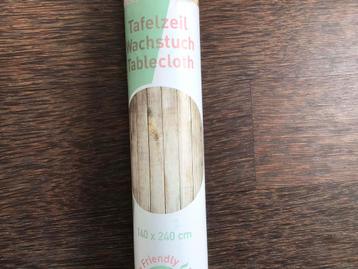 Tafelzeil
Wachstuch
Tablecloth
140 x 240 cm
Friendly